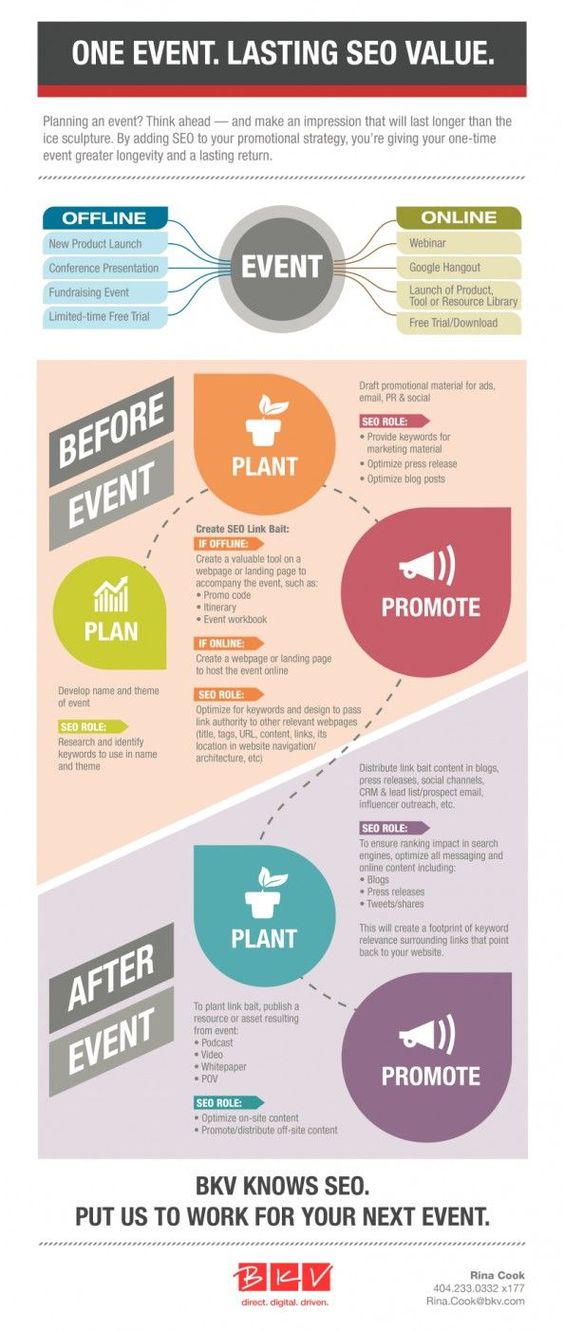 ONE EVENT. LASTING SEO VALUE.
Planning an event? Think ahead — and make an impression that will last longer than the
ice sculpture. By adding SEO to your promotional strategy, you're giving your one-time
event greater longevity and a lasting return.
OFFLINE
New Product Launch
Conference Presentation
Fundraising Event
Limited-time Free Trial
EVENT
ONLINE
Webinar
Google Hangout
Launch of Product,
Tool or Resource Library
Free Trial/Download
BEFORE
EVENT
PLAN
Develop name and theme
of event
SEO ROLE:
Research and identify
keywords to use in name
and theme
PLANT
Create SEO Link Bait:
IF OFFLINE:
Create a valuable tool on a
webpage or landing page to
accompany the event, such as:
• Promo code
• Itinerary
• Event workbook
IF ONLINE:
Create a webpage or landing page
to host the event online
SEO ROLE:
Optimize for keywords and design to pass
link authority to other relevant webpages
(title, tags, URL, content, links, its
location in website navigation/
architecture, etc)
Draft promotional material for ads,
email, PR & social
SEO ROLE:
• Provide keywords for
marketing material
• Optimize press release
• Optimize blog posts
PROMOTE
AFTER
EVENT
PLANT
To plant link bait, publish a
resource or asset resulting
from event:
• Podcast
• Video
• Whitepaper
• POV
SEO ROLE:
• Optimize on-site content
• Promote/distribute off-site content
Distribute link bait content in blogs,
press releases, social channels,
CRM & lead list/prospect email,
influencer outreach, etc.
SEO ROLE:
To ensure ranking impact in search
engines, optimize all messaging and
online content including:
• Blogs
• Press releases
• Tweets/shares
This will create a footprint of keyword
relevance surrounding links that point
back to your website.
PROMOTE
BKV KNOWS SEO.
PUT US TO WORK FOR YOUR NEXT EVENT.
BKV
direct. digital. driven.
Rina Cook
404.233.0332 x177
Rina.Cook@bkv.com